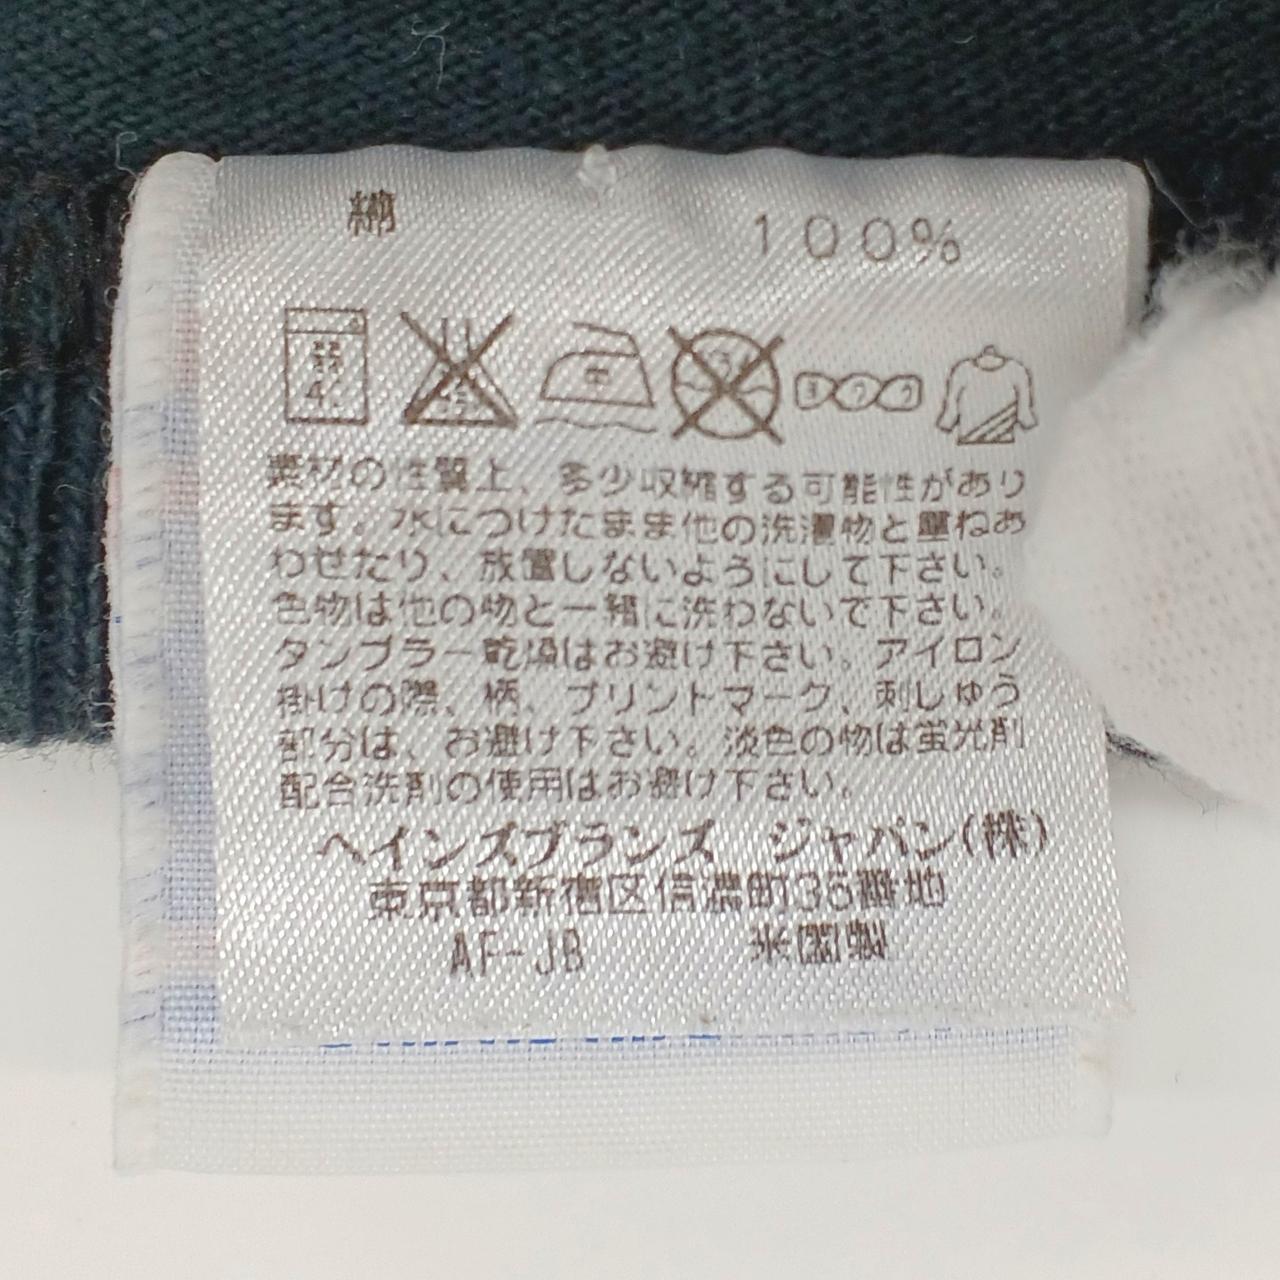 綿 100%
素材の性質上、多少収縮する可能性があり
ます。水につけたまま他の洗濯物と重ねあ
わせたり、放置しないようにして下さい。
色物は他の物と一緒に洗わないで下さい。
タンブラー乾燥はお避け下さい。アイロン
掛けの際、柄、プリントマーク、刺しゅう
部分は、お避け下さい。淡色の物は蛍光剤
配合洗剤の使用はお避け下さい。
ヘインズブランズ ジャパン(株)
東京都新宿区信濃町35番地
AF-JB 米国製